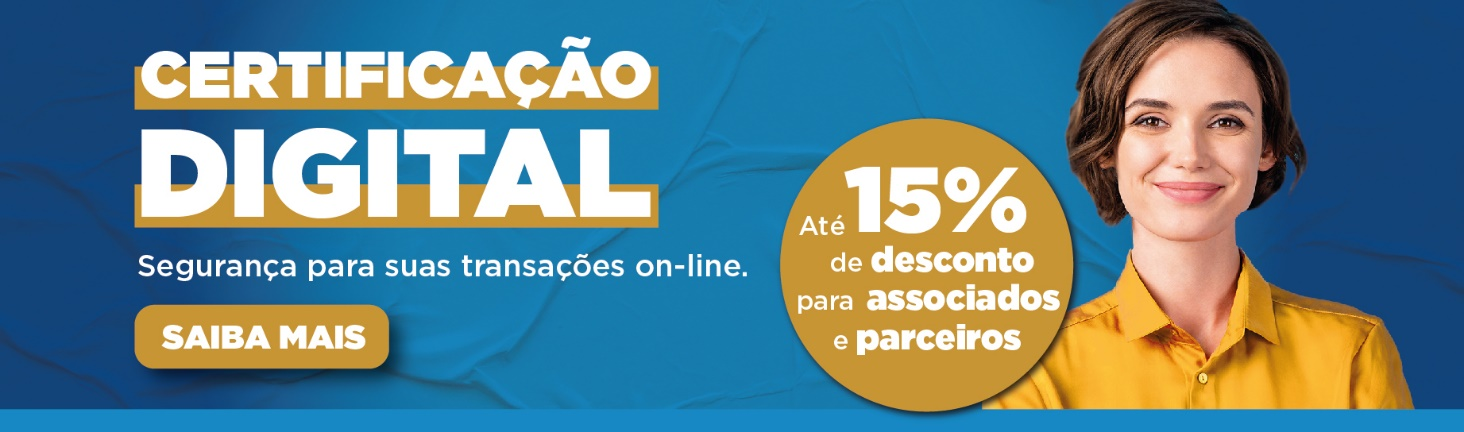 CERTIFICAÇÃO
DIGITAL
Segurança para suas transações on-line.
SAIBA MAIS
Até 15%
de desconto
para associados
e parceiros